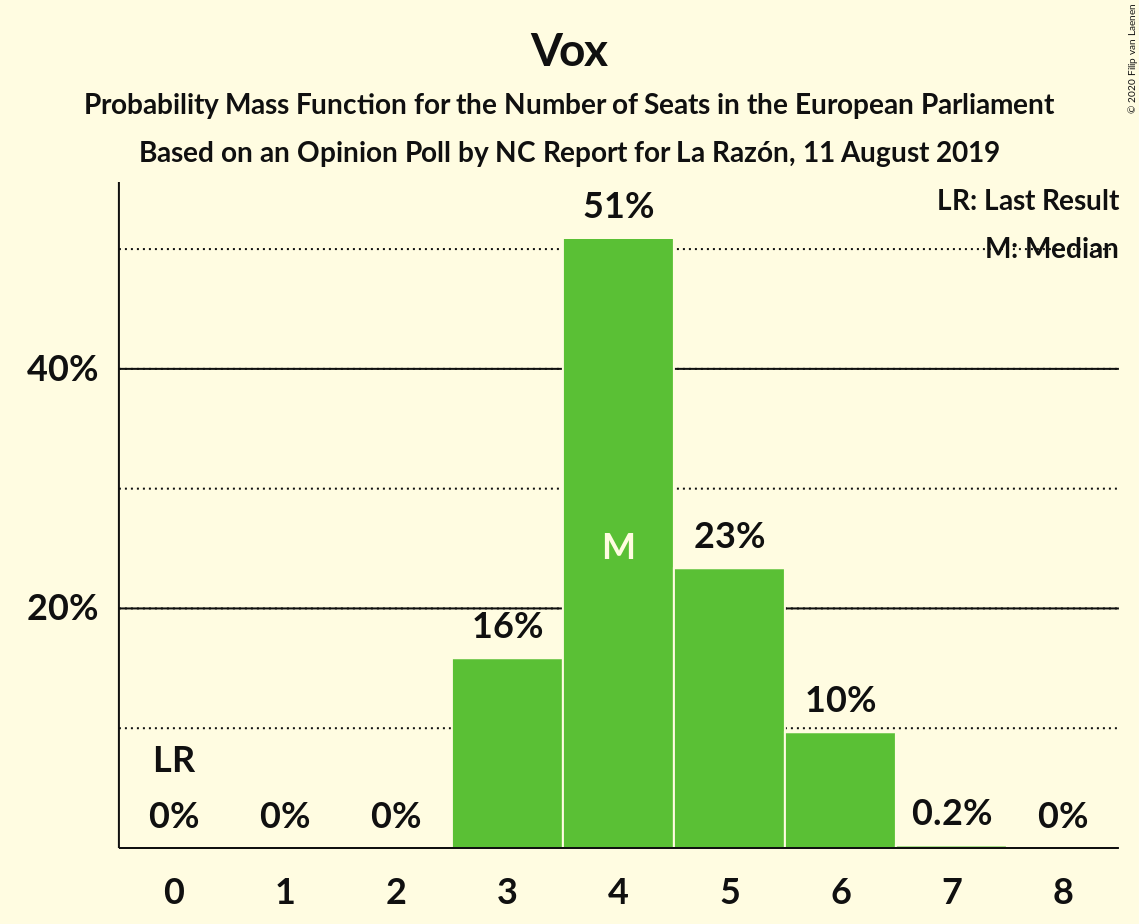 Vox
Probability Mass Function for the Number of Seats in the European Parliament
Based on an Opinion Poll by NC Report for La Razón, 11 August 2019
© 2020 Filip van Laenen
LR: Last Result
M: Median
40%
20%
LR
0%
0%
0%
16%
51%
M
23%
10%
0.2%
0%
0 1 2 3 4 5 6 7 8